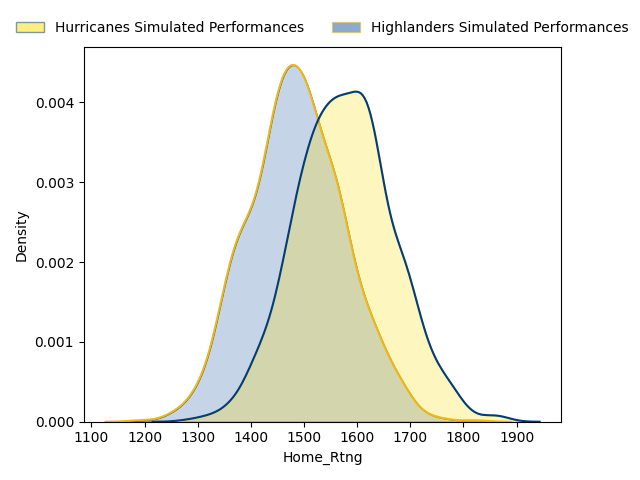 Hurricanes Simulated Performances Highlanders Simulated Performances
0.004
0.003
0.002
0.001
0.000
Density
1100 1200 1300 1400 1500 1600 1700 1800 1900
Home_Rtng